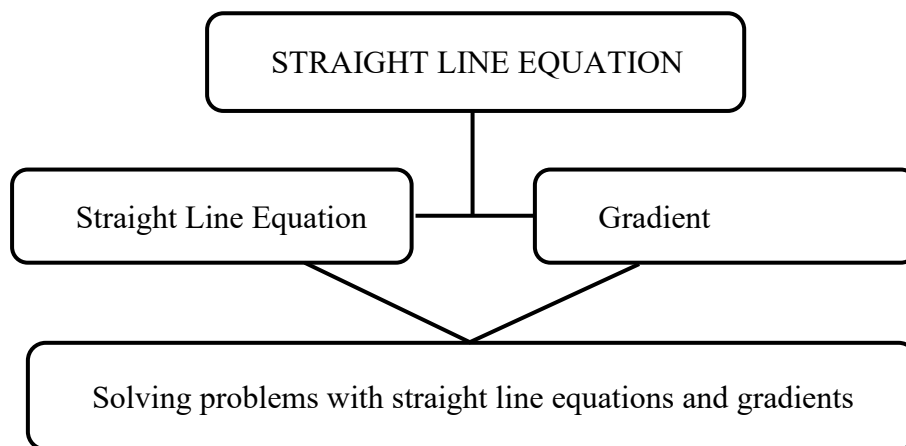 STRAIGHT LINE EQUATION
Straight Line Equation
Gradient
Solving problems with straight line equations and gradients